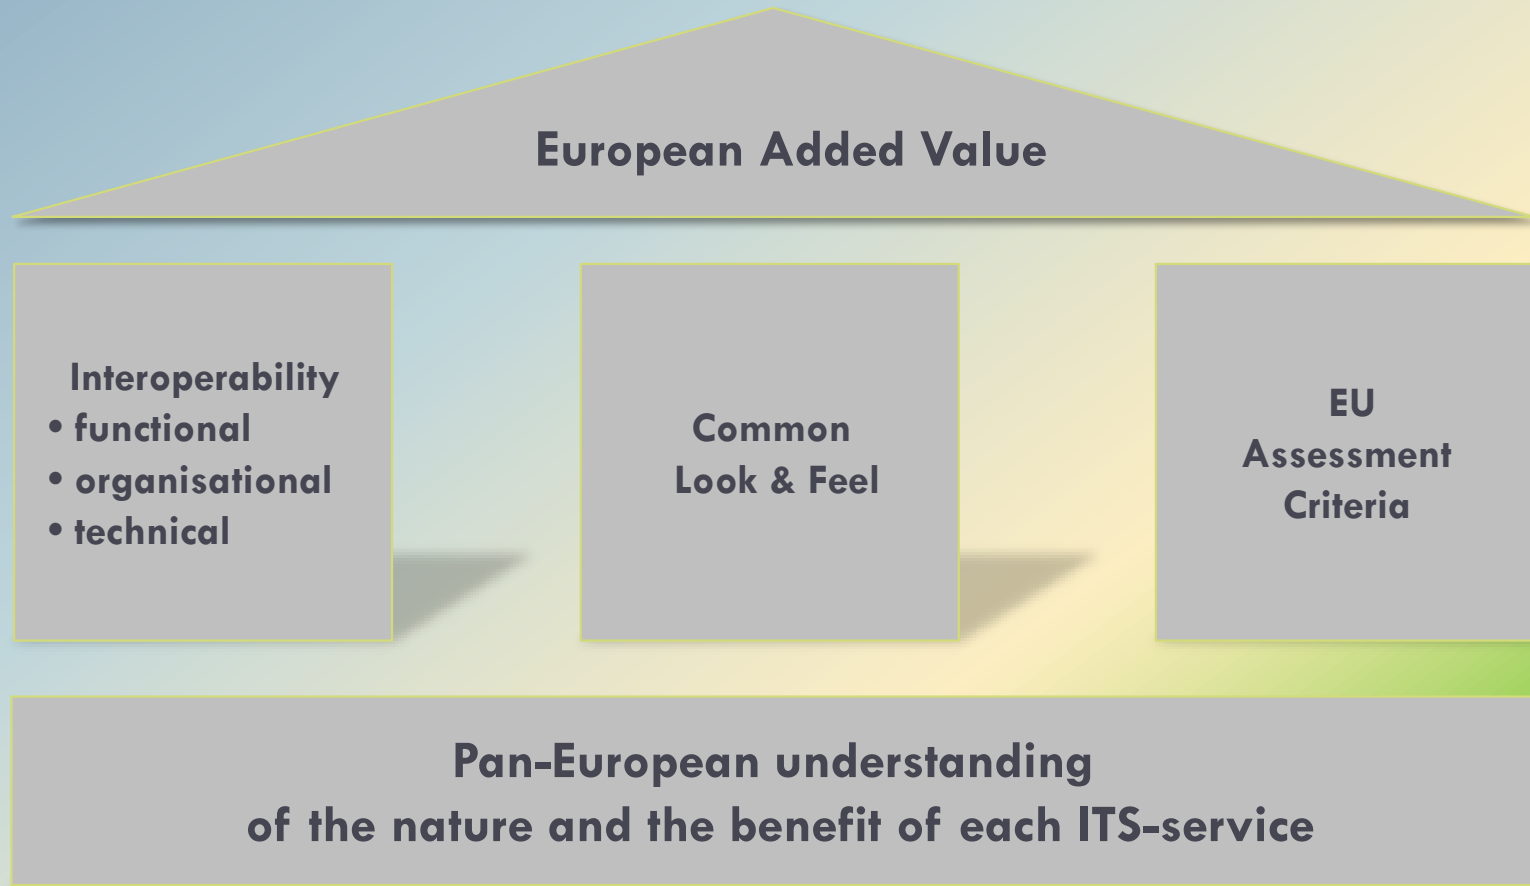 European Added Value
Interoperability
• functional
• organisational
• technical
Common
Look & Feel
EU
Assessment
Criteria
Pan-European understanding
of the nature and the benefit of each ITS-service